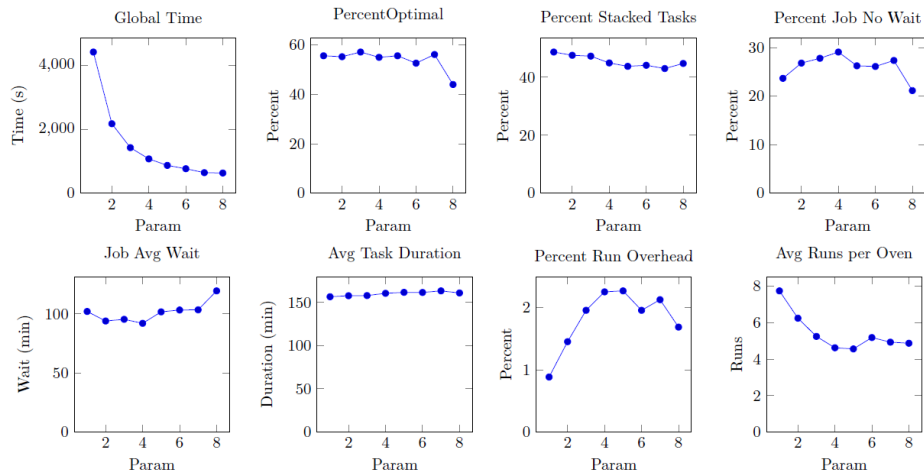 Global Time
4,000
2,000
0
Time (s)
2 4 6 8
Param
PercentOptimal
60
40
20
0
Percent
2 4 6 8
Param
Percent Stacked Tasks
40
20
0
Percent
2 4 6 8
Param
Percent Job No Wait
30
20
10
0
Percent
2 4 6 8
Param
Job Avg Wait
100
50
0
Wait (min)
2 4 6 8
Param
Avg Task Duration
150
100
50
0
Duration (min)
2 4 6 8
Param
Percent Run Overhead
2
1
0
Percent
2 4 6 8
Param
Avg Runs per Oven
8
6
4
2
0
Runs
2 4 6 8
Param